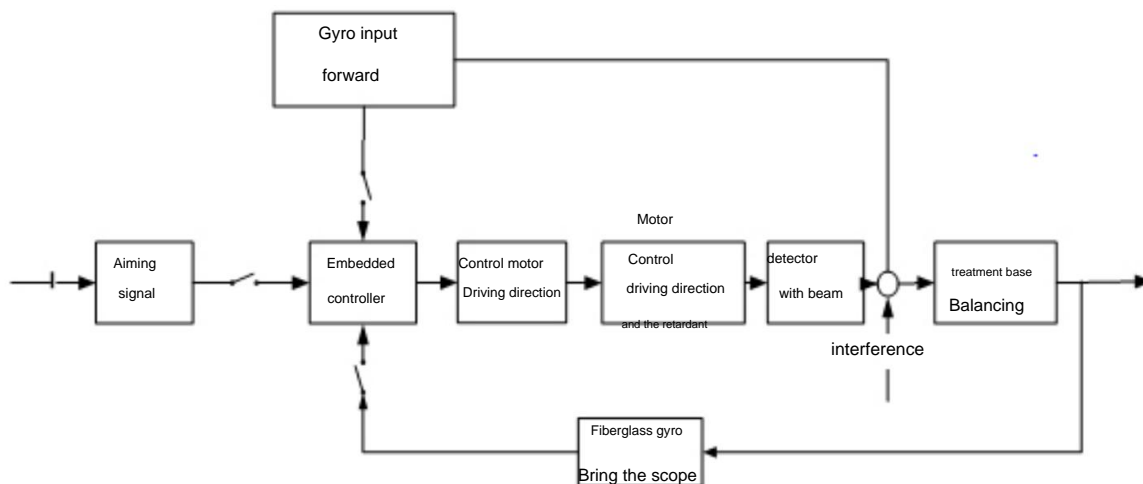 Gyro input
forward
Aiming
signal
Embedded
controller
Control motor
Driving direction
Motor
Control
driving direction
and the retardant
detector
with beam
interference
treatment base
Balancing
Fiberglass gyro
Bring the scope